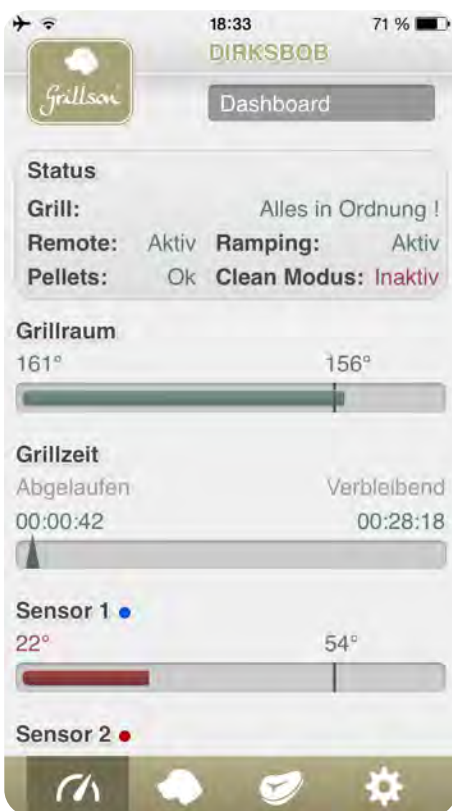 18:33
71 %
Grillson
DIRKSBOB
Dashboard
Status
Grill: Alles in Ordnung !
Remote: Aktiv Ramping: Aktiv
Pellets: Ok Clean Modus: Inaktiv
Grillraum
161° 156°
Grillzeit
Abgelaufen Verbleibend
00:00:42 00:28:18
Sensor 1
22° 54°
Sensor 2